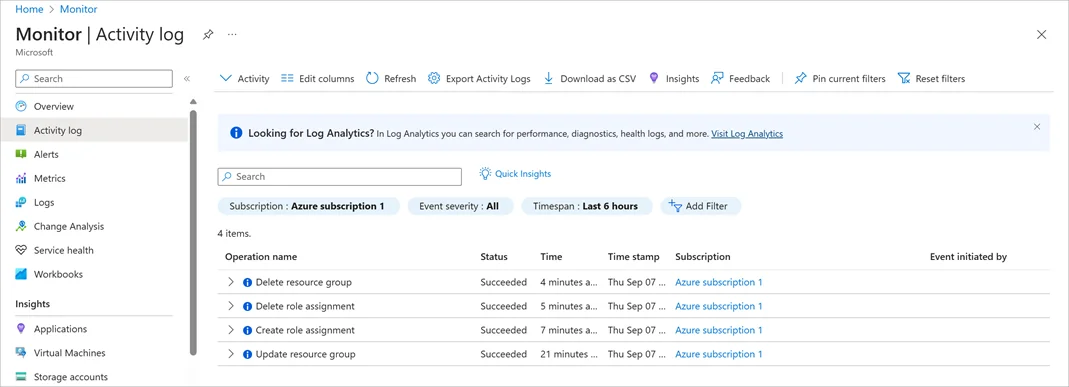 Home > Monitor
Monitor | Activity log
Microsoft
Search
Overview
Activity log
Alerts
Metrics
Logs
Change Analysis
Service health
Workbooks
Insights
Applications
Virtual Machines
Storage accounts
Activity Edit columns Refresh Export Activity Logs Download as CSV Insights Feedback Pin current filters Reset filters
Looking for Log Analytics? In Log Analytics you can search for performance, diagnostics, health logs, and more. Visit Log Analytics
Search Quick Insights
Subscription : Azure subscription 1 Event severity : All Timespan : Last 6 hours Add Filter
4 items.
Operation name Status Time Time stamp Subscription Event initiated by
Delete resource group Succeeded 4 minutes a... Thu Sep 07 ... Azure subscription 1
Delete role assignment Succeeded 5 minutes a... Thu Sep 07 ... Azure subscription 1
Create role assignment Succeeded 7 minutes a... Thu Sep 07 ... Azure subscription 1
Update resource group Succeeded 21 minutes ... Thu Sep 07 ... Azure subscription 1